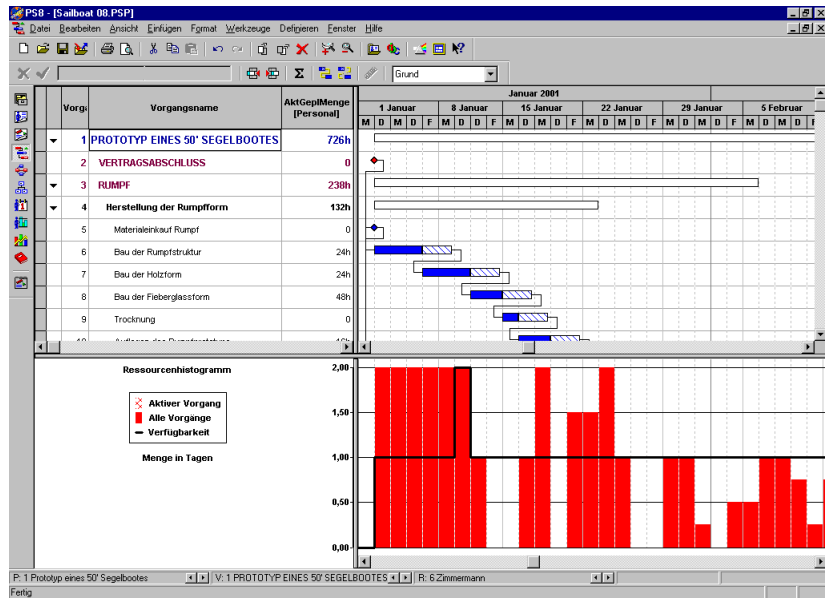 PS8 - [Sailboat 08.PSP]
Datei Bearbeiten Ansicht Einfügen Format Werkzeuge Definieren Fenster Hilfe
Grund
Vorga Vorgangsname AktGeplMenge [Personal]
Januar 2001
1 Januar 8 Januar 15 Januar 22 Januar 29 Januar 5 Februar
M D M D F M D M D F M D M D F M D M D F M D M D F M D M D F
1 PROTOTYP EINES 50' SEGELBOOTES 726h
2 VERTRAGSABSCHLUSS 0
3 RUMPF 238h
4 Herstellung der Rumpfform 132h
5 Materialeinkauf Rumpf 0
6 Bau der Rumpfstruktur 24h
7 Bau der Holzform 24h
8 Bau der Fieberglassform 48h
9 Trocknung 0
Ressourcenhistogramm
Aktiver Vorgang
Alle Vorgänge
Verfügbarkeit
Menge in Tagen
2,00
1,50
1,00
0,50
0,00
P: 1 Prototyp eines 50' Segelbootes V: 1 PROTOTYP EINES 50' SEGELBOOTES R: 6 Zimmermann
Fertig